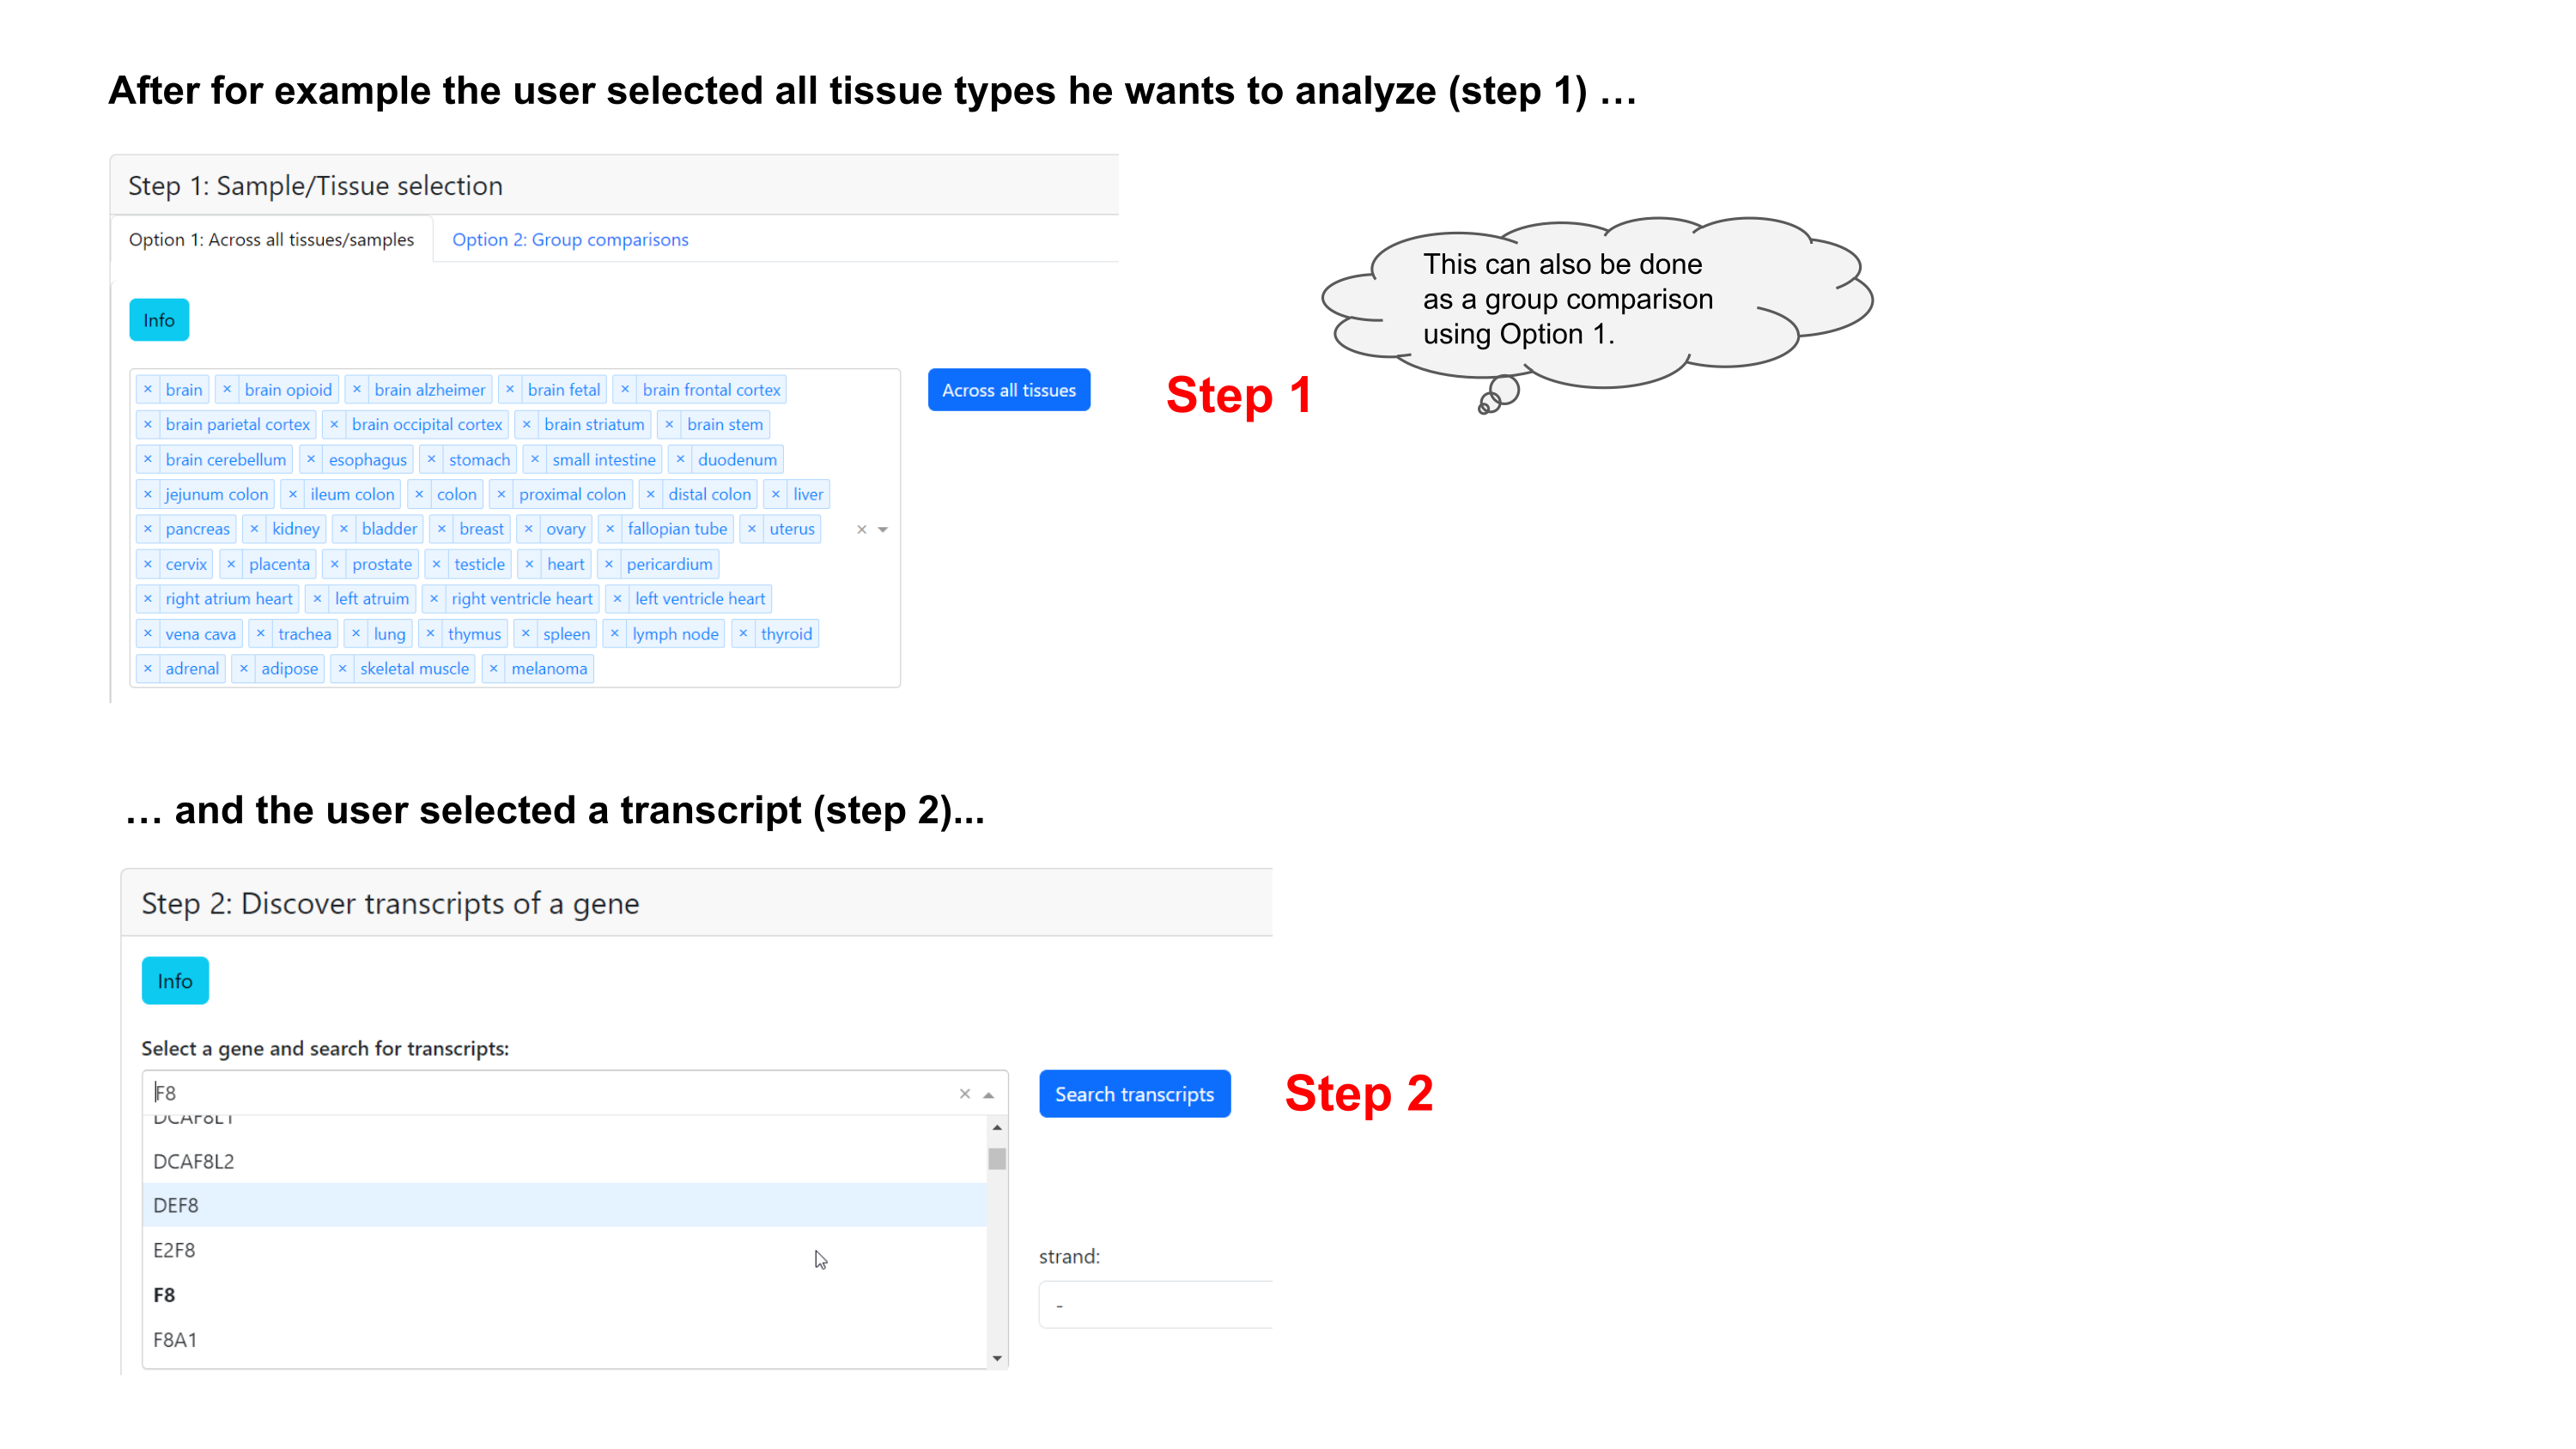 After for example the user selected all tissue types he wants to analyze (step 1) …
Step 1: Sample/Tissue selection
Option 1: Across all tissues/samples Option 2: Group comparisons
This can also be done
as a group comparison
using Option 1.
Info
× brain × brain opioid × brain alzheimer × brain fetal × brain frontal cortex
Across all tissues
Step 1
× brain parietal cortex × brain occipital cortex × brain striatum × brain stem
× brain cerebellum × esophagus × stomach × small intestine × duodenum
× jejunum colon × ileum colon × colon × proximal colon × distal colon × liver
× pancreas × kidney × bladder × breast × ovary × fallopian tube × uterus ×
× cervix × placenta × prostate × testicle × heart × pericardium
× right atrium heart × left atruim × right ventricle heart × left ventricle heart
× vena cava × trachea × lung × thymus × spleen × lymph node × thyroid
× adrenal × adipose × skeletal muscle × melanoma
… and the user selected a transcript (step 2)...
Step 2: Discover transcripts of a gene
Info
Select a gene and search for transcripts:
F8 ×
Search transcripts
Step 2
DCAF8L1
DCAF8L2
DEF8
E2F8
F8
F8A1
strand:
-